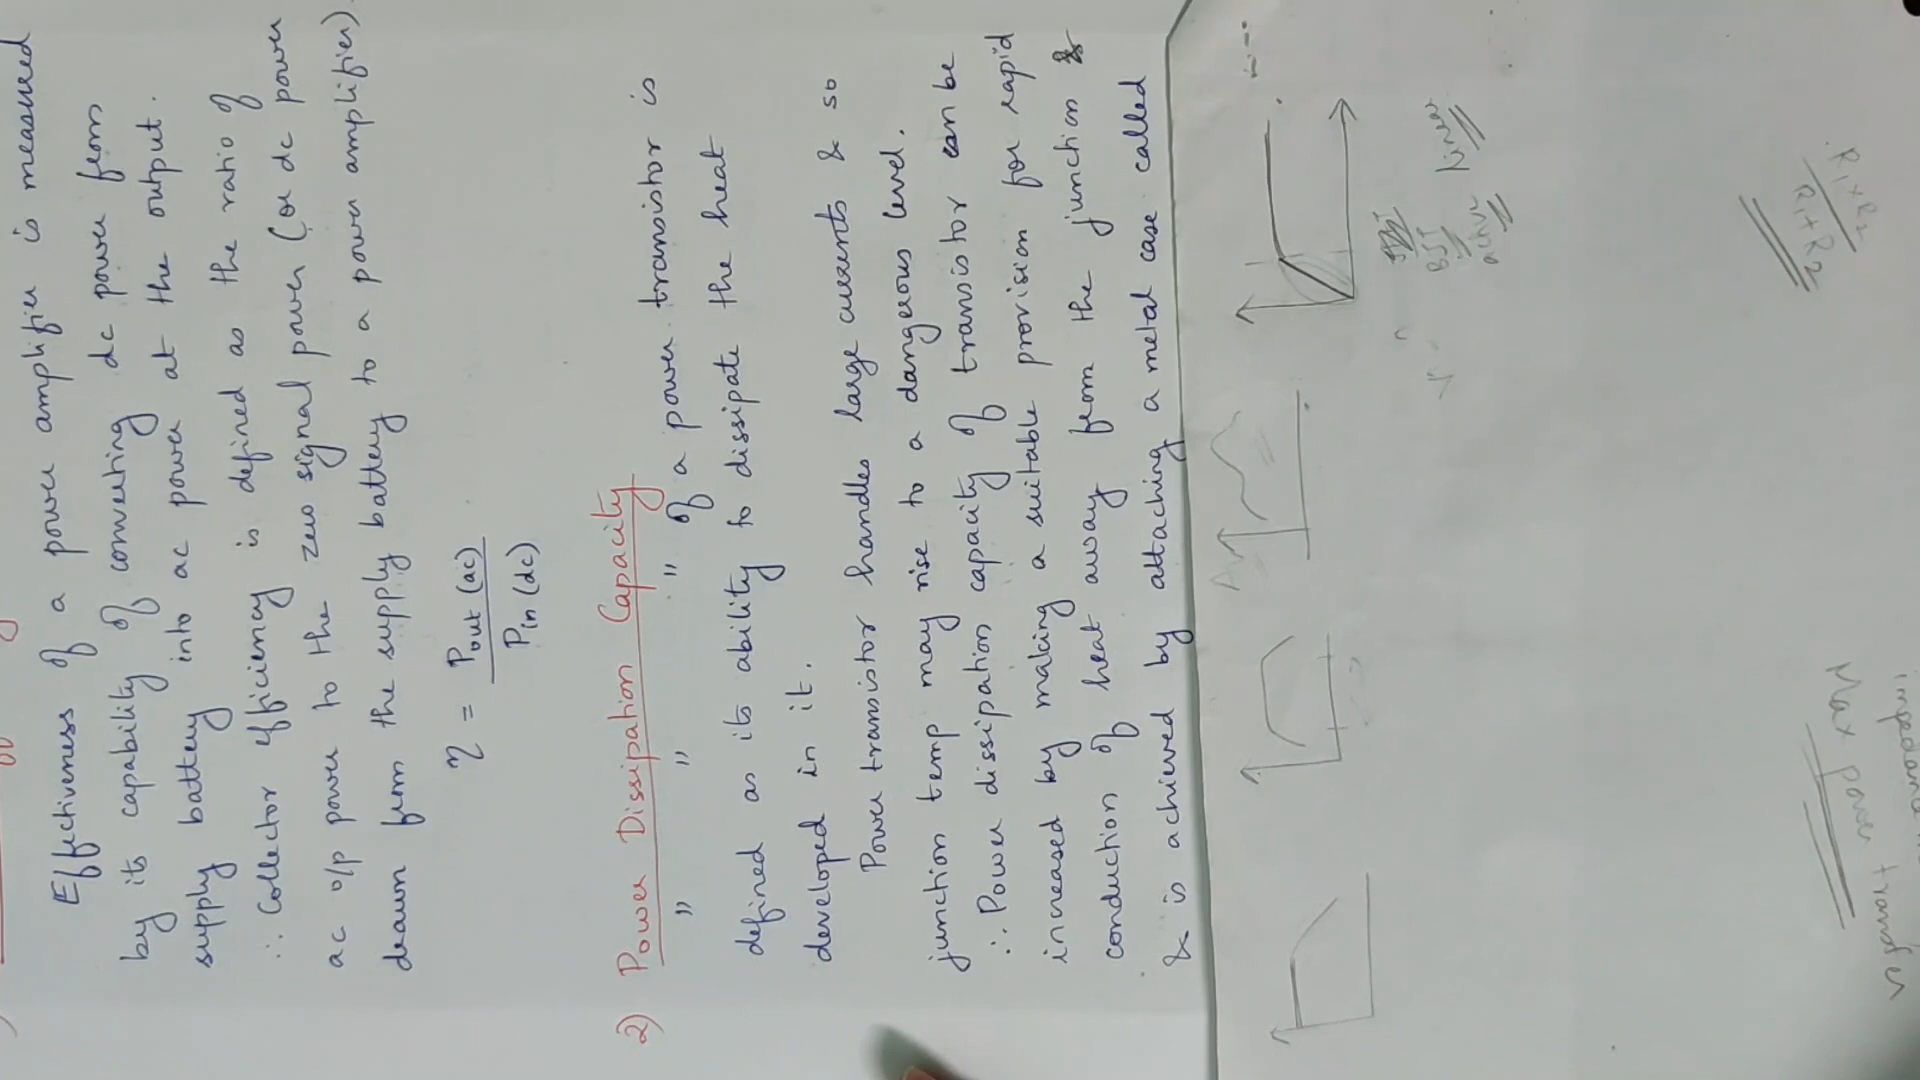 Effectiveness of a power amplifier is measured
by its capability of converting dc power from
supply battery into ac power at the output.
∴ Collector efficiency is defined as the ratio of
ac o/p power to the zero signal power (or dc power
drawn from the supply battery to a power amplifier)
η = Pout (ac) / Pin (dc)
2) Power Dissipation Capacity
" " " of a power transistor is
defined as its ability to dissipate the heat
developed in it.
Power transistor handles large currents & so
junction temp may rise to a dangerous level.
∴ Power dissipation capacity of transistor can be
increased by making a suitable provision for rapid
conduction of heat away from the junction &
& is achieved by attaching a metal case called
BJT
active
linear
R1 x R2
R1 + R2
Max power
transfer